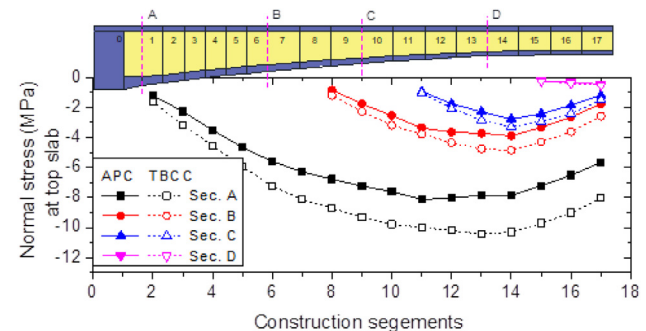 A B C D
0 1 2 3 4 5 6 7 8 9 10 11 12 13 14 15 16 17
0
-2
-4
-6
-8
-10
-12
Normal stress (MPa)
at top slab
APC TBCC
Sec. A
Sec. B
Sec. C
Sec. D
0 2 4 6 8 10 12 14 16 18
Construction segements